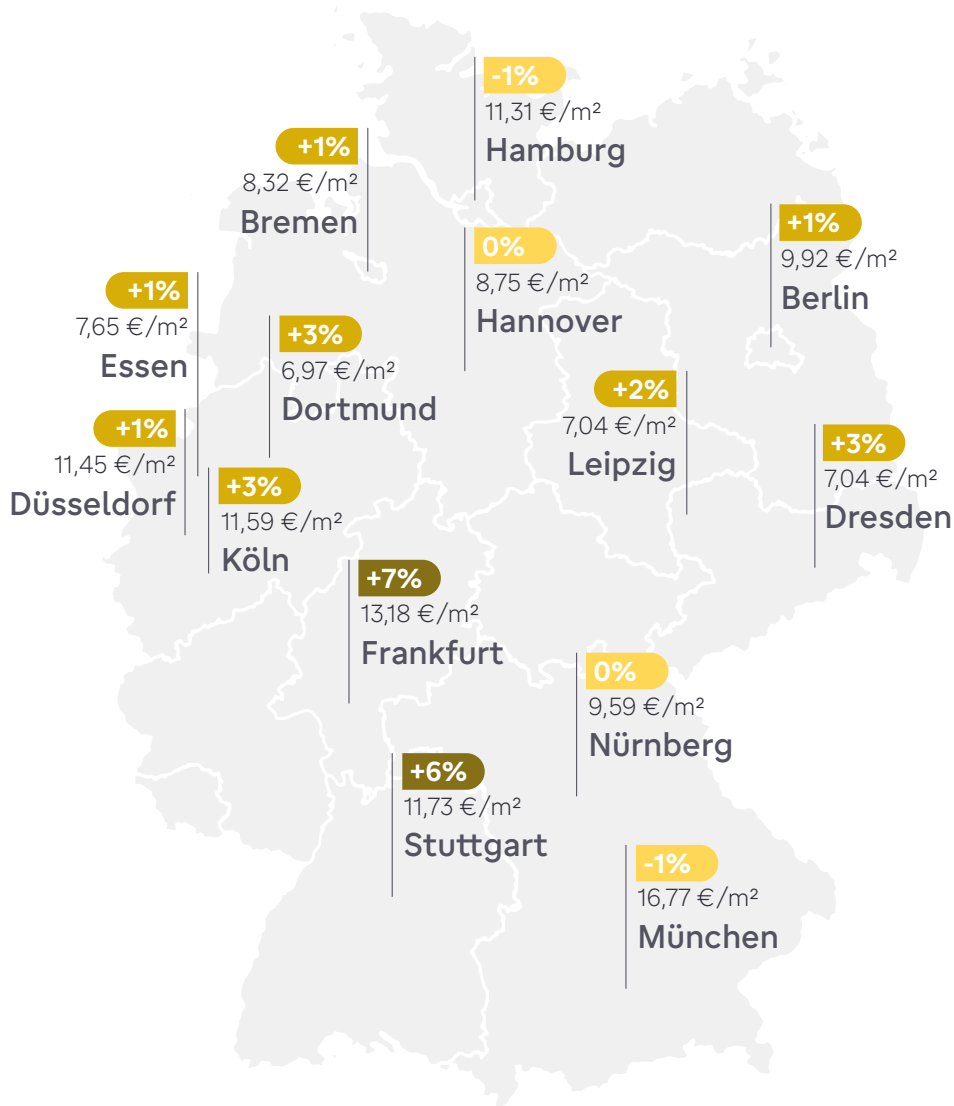 -1%
11,31 €/m²
Hamburg
+1%
8,32 €/m²
Bremen
+1%
9,92 €/m²
Berlin
0%
8,75 €/m²
Hannover
+1%
7,65 €/m²
Essen
+3%
6,97 €/m²
Dortmund
+2%
7,04 €/m²
Leipzig
+1%
11,45 €/m²
Düsseldorf
+3%
7,04 €/m²
Dresden
+3%
11,59 €/m²
Köln
+7%
13,18 €/m²
Frankfurt
0%
9,59 €/m²
Nürnberg
+6%
11,73 €/m²
Stuttgart
-1%
16,77 €/m²
München